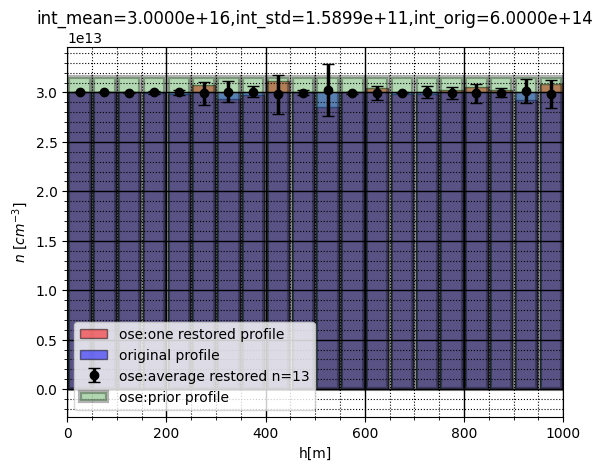 int_mean=3.0000e+16,int_std=1.5899e+11,int_orig=6.0000e+14
1e13
3.0
2.5
2.0
1.5
1.0
0.5
0.0
n [cm⁻³]
ose:one restored profile
original profile
ose:average restored n=13
ose:prior profile
0 200 400 600 800 1000
h[m]